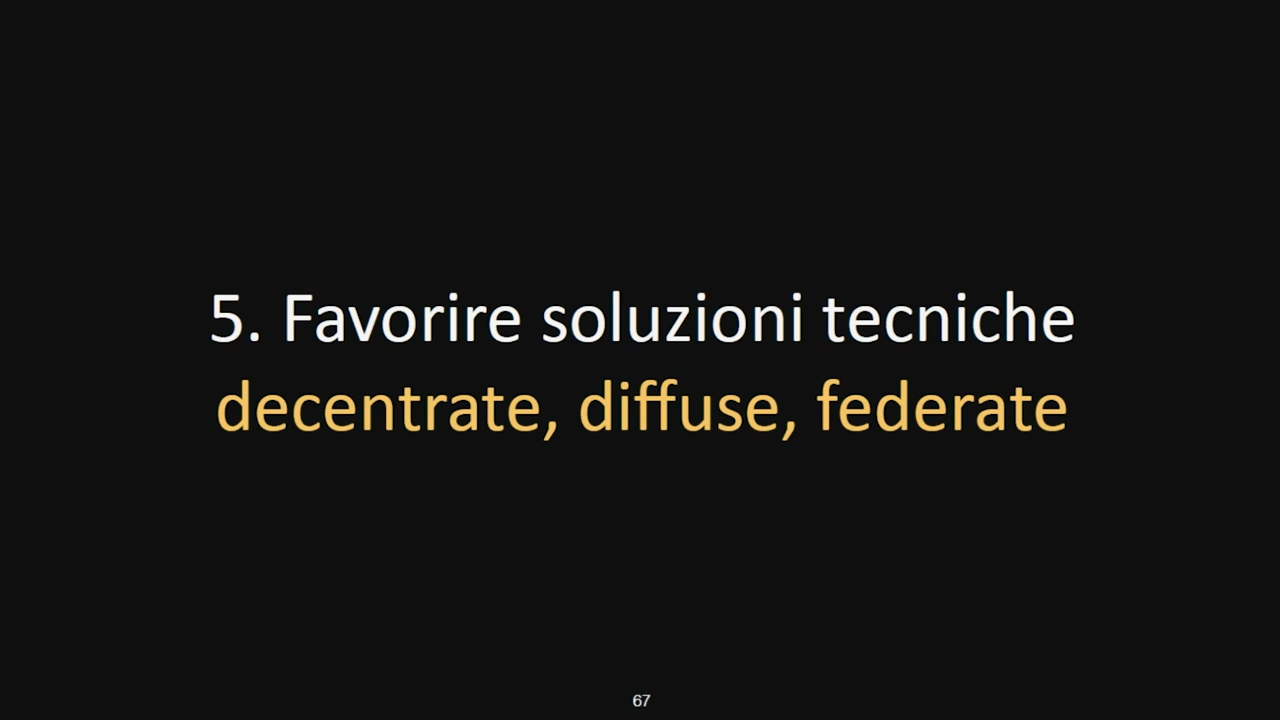 5. Favorire soluzioni tecniche
decentrate, diffuse, federate
67